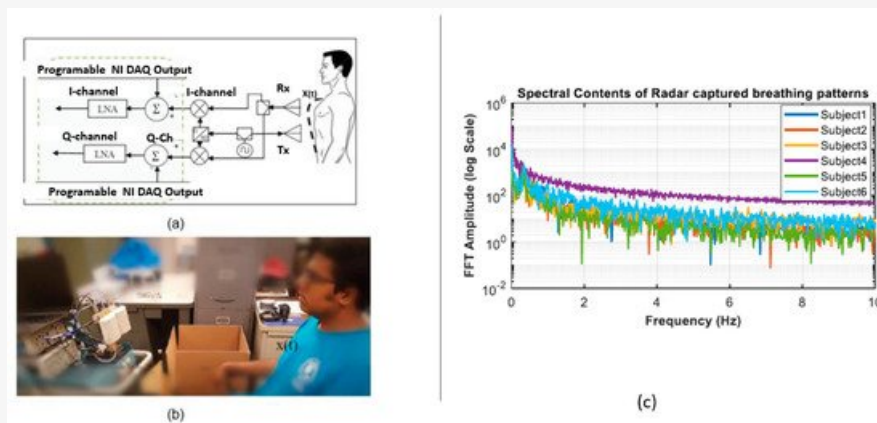 Programable NI DAQ Output
I-channel
I-channel
Rx
X(t)
LNA
Σ
Q-channel
Q-Ch
Tx
LNA
Σ
Programable NI DAQ Output
(a)
x(t)
(b)
Spectral Contents of Radar captured breathing patterns
Subject1
Subject2
Subject3
Subject4
Subject5
Subject6
FFT Amplitude (log Scale)
10^6
10^4
10^2
10^0
10^-2
0 2 4 6 8 10
Frequency (Hz)
(c)